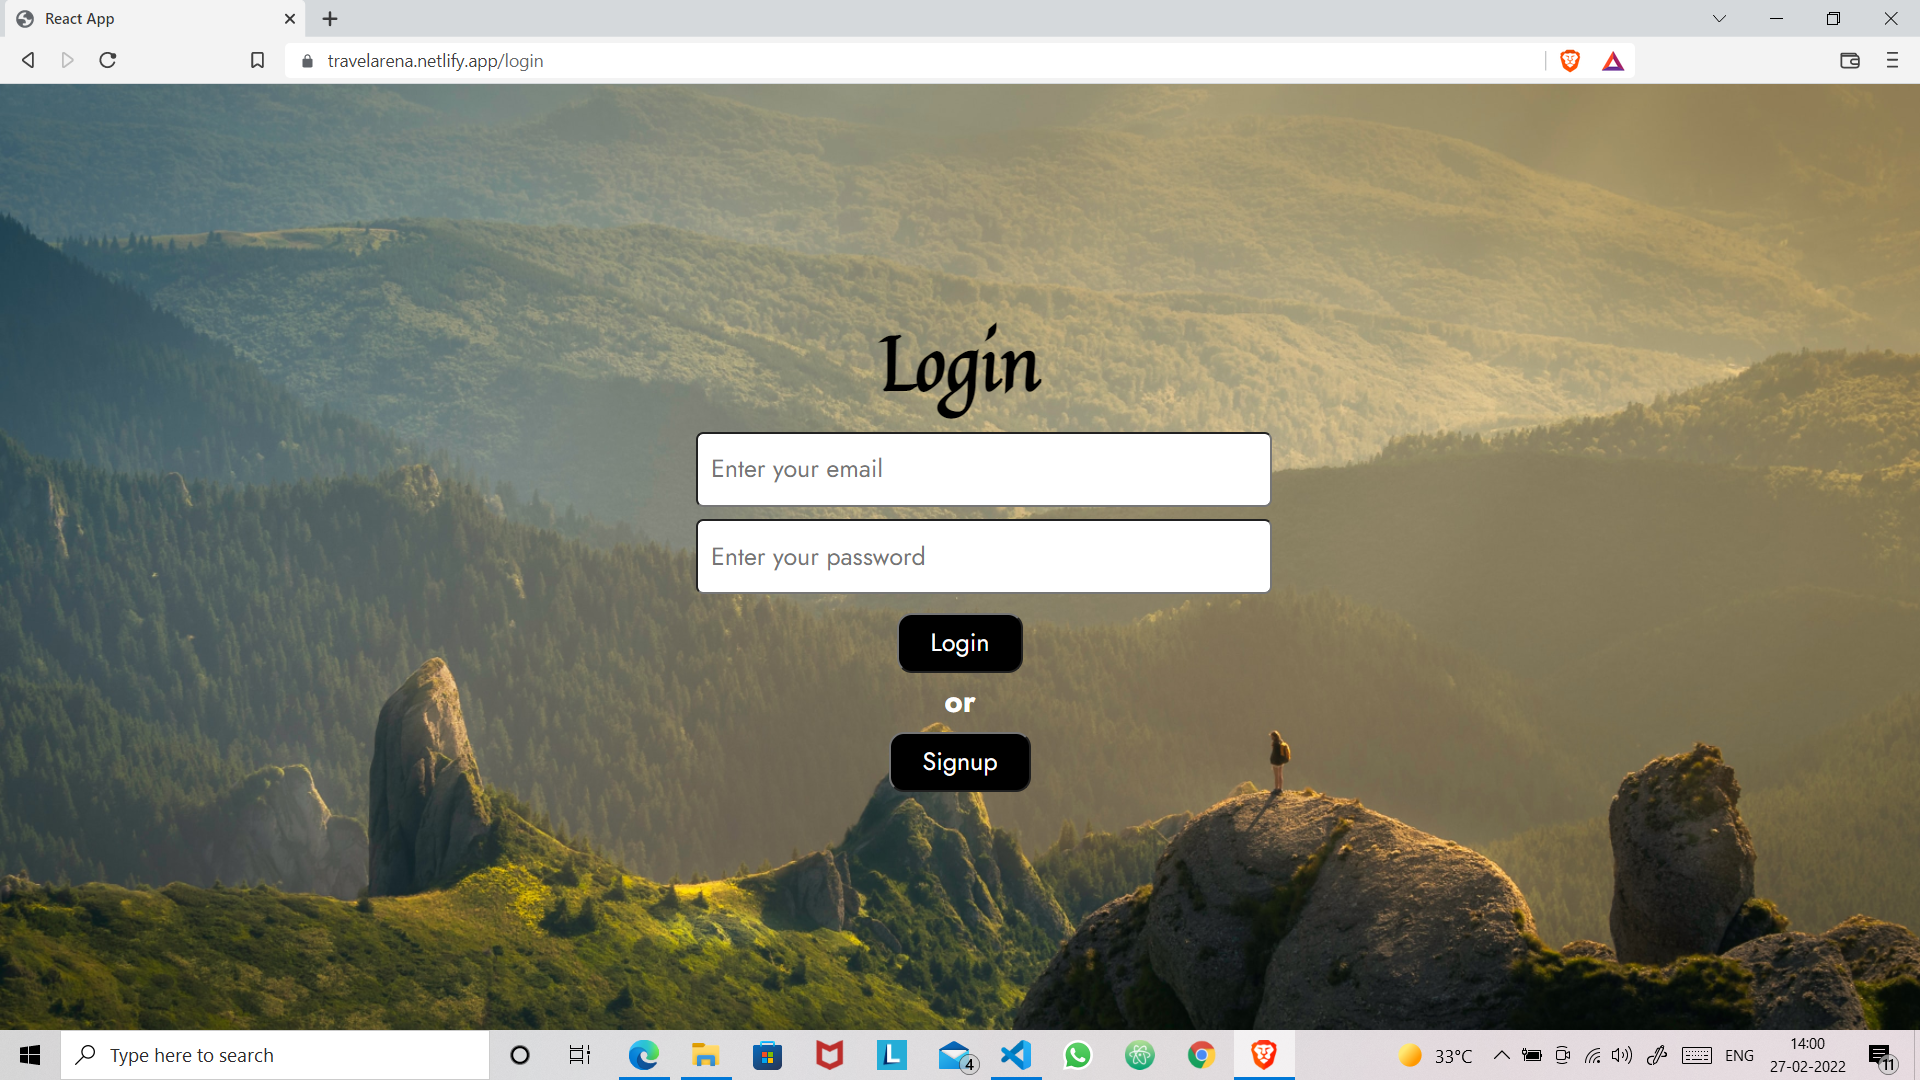 React App
travelarena.netlify.app/login
Login
Enter your email
Enter your password
Login
or
Signup
Type here to search
L
4
33°C
ENG
14:00
27-02-2022
11